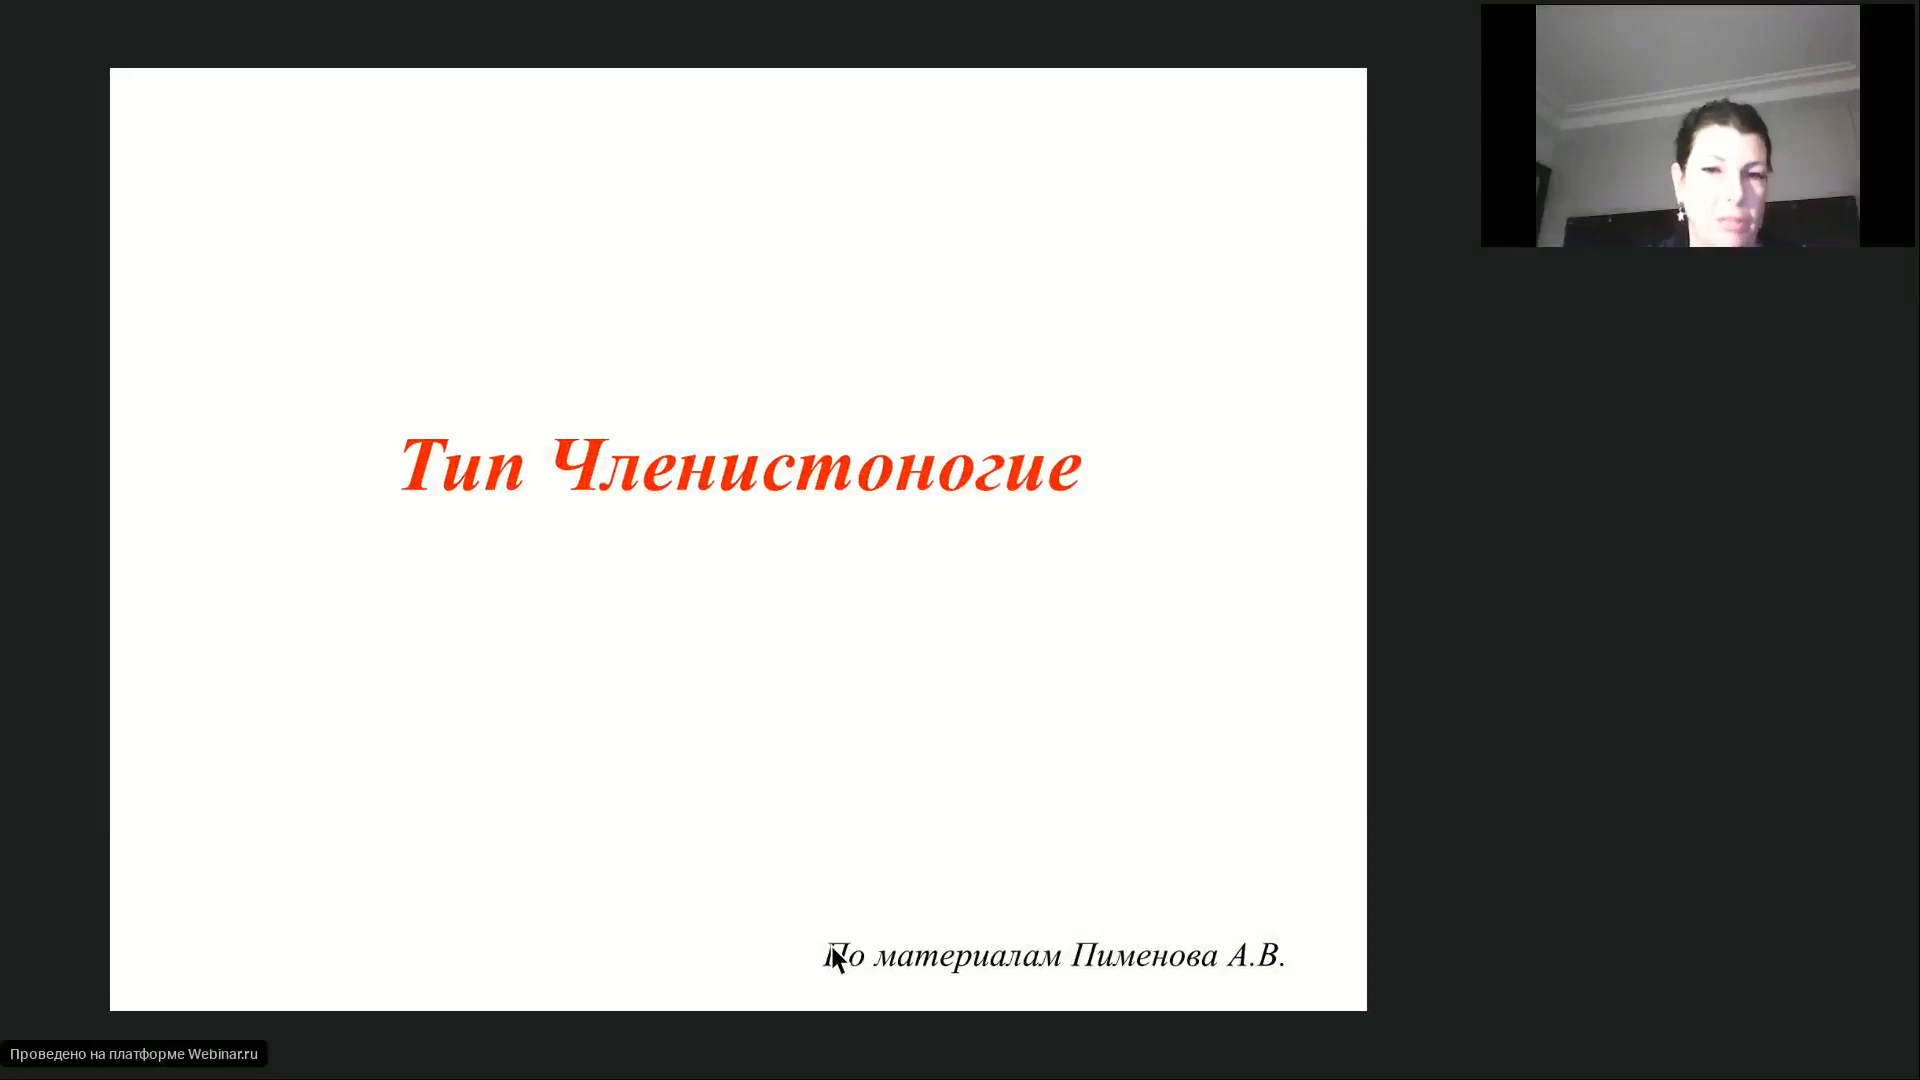 Тип Членистоногие
По материалам Пименова А.В.
Проведено на платформе Webinar.ru